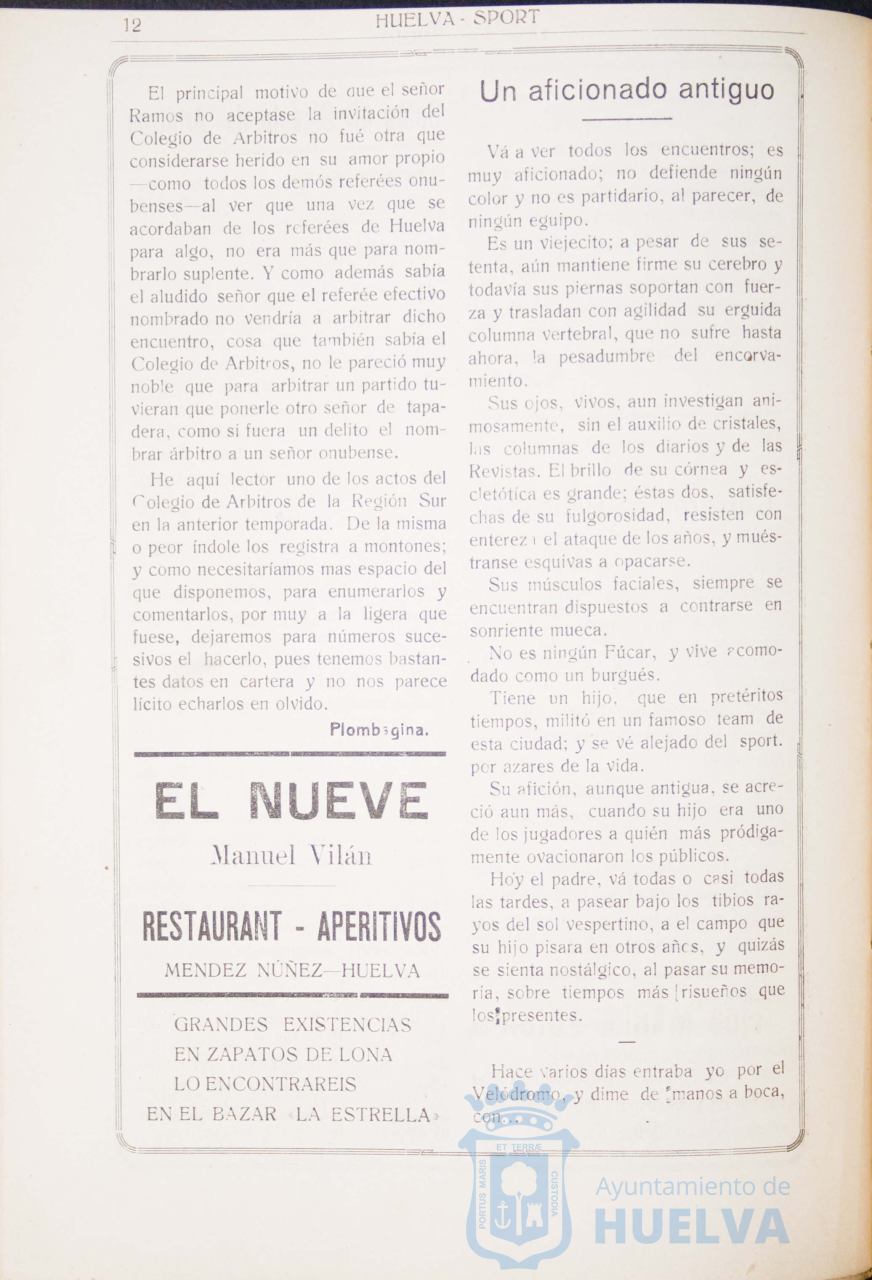 12
HUELVA - SPORT
El principal motivo de que el señor
Ramos no aceptase la invitación del
Colegio de Arbitros no fué otra que
considerarse herido en su amor propio
—como todos los demós referées onu-
benses—al ver que una vez que se
acordaban de los referées de Huelva
para algo, no era más que para nom-
brarlo suplente. Y como además sabía
el aludido señor que el referée efectivo
nombrado no vendría a arbitrar dicho
encuentro, cosa que también sabía el
Colegio de Arbitros, no le pareció muy
noble que para arbitrar un partido tu-
vieran que ponerle otro señor de tapa-
dera, como si fuera un delito el nom-
brar árbitro a un señor onubense.
He aquí lector uno de los actos del
Colegio de Arbitros de la Región Sur
en la anterior temporada. De la misma
o peor índole los registra a montones;
y como necesitaríamos mas espacio del
que disponemos, para enumerarlos y
comentarlos, por muy a la ligera que
fuese, dejaremos para números suce-
sivos el hacerlo, pues tenemos bastan-
tes datos en cartera y no nos parece
lícito echarlos en olvido.
Plombagina.
EL NUEVE
Manuel Vilán
RESTAURANT - APERITIVOS
MENDEZ NÚÑEZ—HUELVA
GRANDES EXISTENCIAS
EN ZAPATOS DE LONA
LO ENCONTRAREIS
EN EL BAZAR «LA ESTRELLA»
Un aficionado antiguo
Vá a ver todos los encuentros; es
muy aficionado; no defiende ningún
color y no es partidario, al parecer, de
ningún eguipo.
Es un viejecito; a pesar de sus se-
tenta, aún mantiene firme su cerebro y
todavía sus piernas soportan con fuer-
za y trasladan con agilidad su erguida
columna vertebral, que no sufre hasta
ahora, la pesadumbre del encorva-
miento.
Sus ojos, vivos, aun investigan ani-
mosamente, sin el auxilio de cristales,
las columnas de los diarios y de las
Revistas. El brillo de su córnea y es-
cletótica es grande; éstas dos, satisfe-
chas de su fulgorosidad, resisten con
entereza el ataque de los años, y mués-
transe esquivas a opacarse.
Sus músculos faciales, siempre se
encuentran dispuestos a contrarse en
sonriente mueca.
No es ningún Fúcar, y vive acomo-
dado como un burgués.
Tiene un hijo, que en pretéritos
tiempos, militó en un famoso team de
esta ciudad; y se vé alejado del sport.
por azares de la vida.
Su afición, aunque antigua, se acre-
ció aun más, cuando su hijo era uno
de los jugadores a quién más pródiga-
mente ovacionaron los públicos.
Hoy el padre, vá todas o casi todas
las tardes, a pasear bajo los tibios ra-
yos del sol vespertino, a el campo que
su hijo pisara en otros años, y quizás
se sienta nostálgico, al pasar su memo-
ria, sobre tiempos más risueños que
los presentes.
Hace varios días entraba yo por el
Velódromo, y dime de manos a boca,
con...
ET TERRÆ
PORTUS MARIS
CUSTODIA
Ayuntamiento de
HUELVA